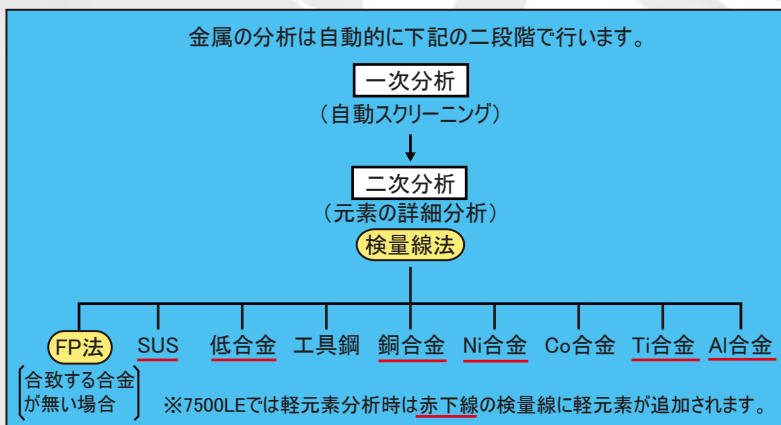 金属の分析は自動的に下記の二段階で行います。
一次分析
（自動スクリーニング）
二次分析
（元素の詳細分析）
検量線法
FP法 SUS 低合金 工具鋼 銅合金 Ni合金 Co合金 Ti合金 Al合金
合致する合金
が無い場合
※7500LEでは軽元素分析時は赤下線の検量線に軽元素が追加されます。